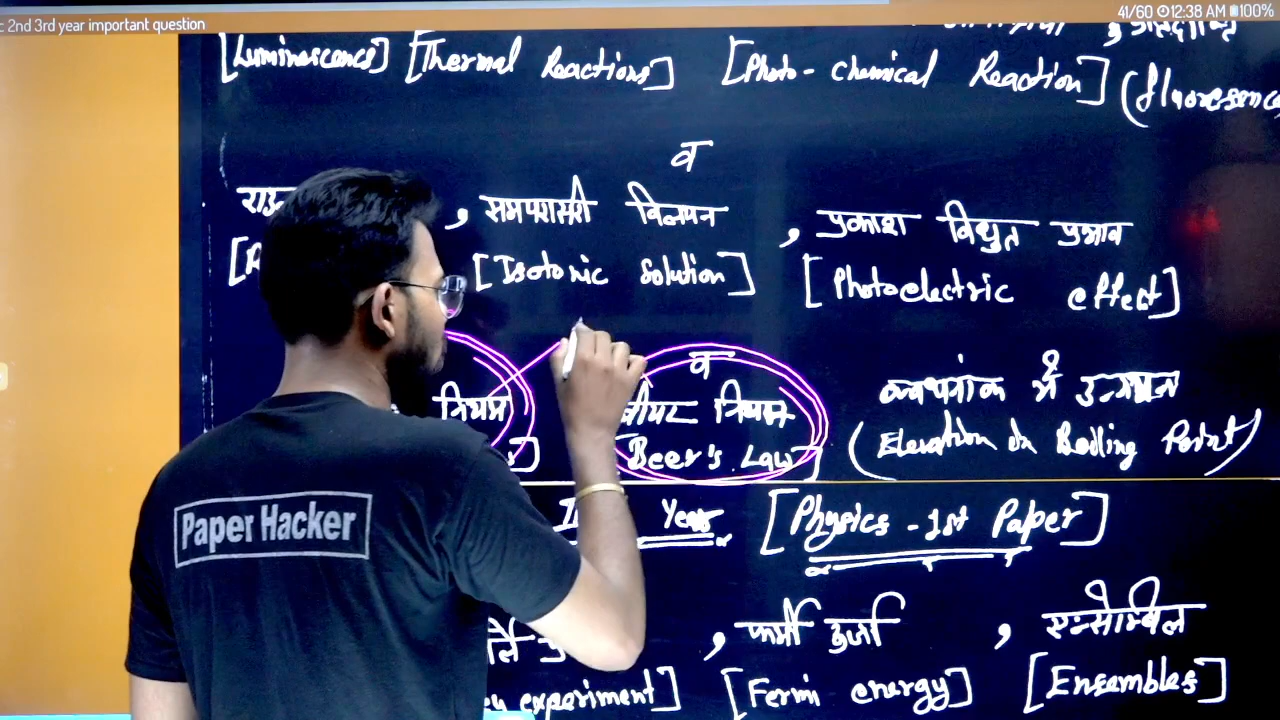 c 2nd 3rd year important question
41/60 12:38 AM 100%
[Luminescence] [Thermal Reactions] [Photo-chemical Reaction] (fluoresence
व
, समपरासरी विलयन , प्रकाश विद्युत प्रभाव
[Isotonic Solution] [Photoelectric effect]
व
नियम बीयर नियम क्वथनांक में उन्नयन
Beer's Law] (Elevation in Boiling Point)
Year [Physics - 1st Paper]
, फर्मी ऊर्जा , एन्सेम्बिल
experiment] [Fermi energy] [Ensembles]
Paper Hacker